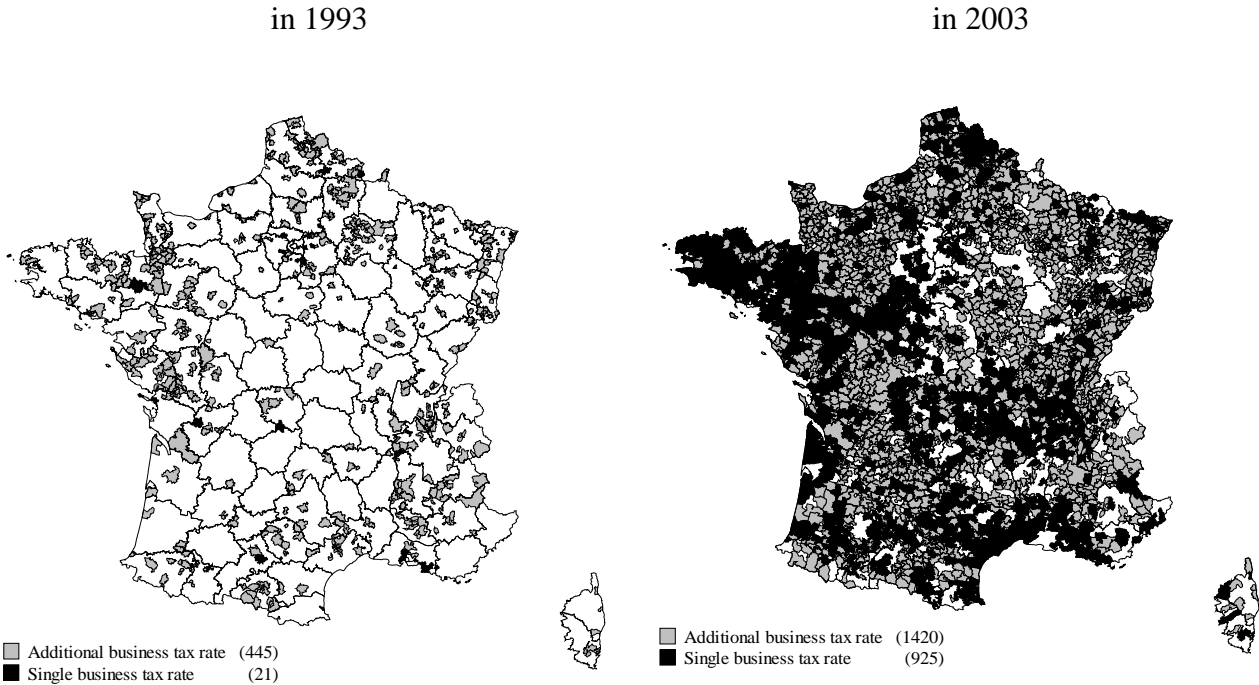 in 1993
in 2003
Additional business tax rate (445)
Single business tax rate (21)
Additional business tax rate (1420)
Single business tax rate (925)